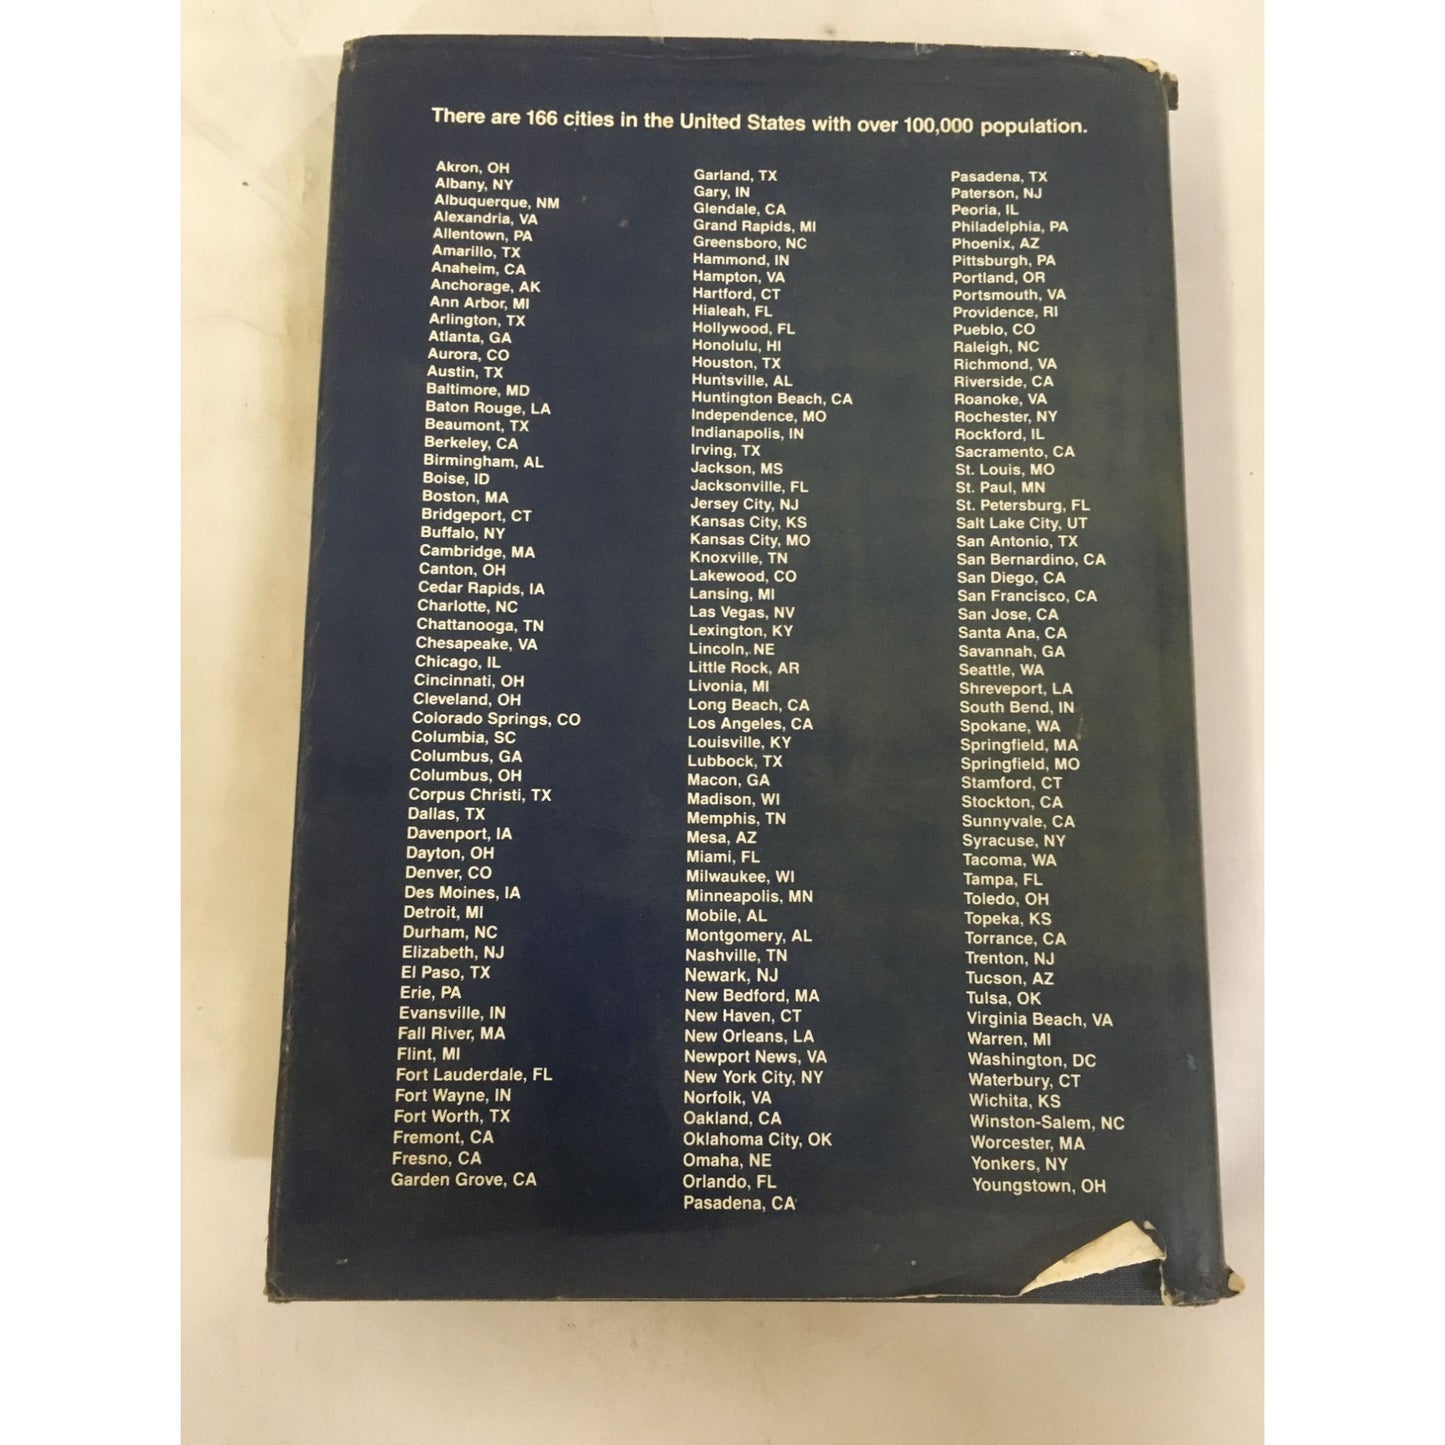 There are 166 cities in the United States with over 100,000 population.
Akron, OH
Albany, NY
Albuquerque, NM
Alexandria, VA
Allentown, PA
Amarillo, TX
Anaheim, CA
Anchorage, AK
Ann Arbor, MI
Arlington, TX
Atlanta, GA
Aurora, CO
Austin, TX
Baltimore, MD
Baton Rouge, LA
Beaumont, TX
Berkeley, CA
Birmingham, AL
Boise, ID
Boston, MA
Bridgeport, CT
Buffalo, NY
Cambridge, MA
Canton, OH
Cedar Rapids, IA
Charlotte, NC
Chattanooga, TN
Chesapeake, VA
Chicago, IL
Cincinnati, OH
Cleveland, OH
Colorado Springs, CO
Columbia, SC
Columbus, GA
Columbus, OH
Corpus Christi, TX
Dallas, TX
Davenport, IA
Dayton, OH
Denver, CO
Des Moines, IA
Detroit, MI
Durham, NC
Elizabeth, NJ
El Paso, TX
Erie, PA
Evansville, IN
Fall River, MA
Flint, MI
Fort Lauderdale, FL
Fort Wayne, IN
Fort Worth, TX
Fremont, CA
Fresno, CA
Garden Grove, CA
Garland, TX
Gary, IN
Glendale, CA
Grand Rapids, MI
Greensboro, NC
Hammond, IN
Hampton, VA
Hartford, CT
Hialeah, FL
Hollywood, FL
Honolulu, HI
Houston, TX
Huntsville, AL
Huntington Beach, CA
Independence, MO
Indianapolis, IN
Irving, TX
Jackson, MS
Jacksonville, FL
Jersey City, NJ
Kansas City, KS
Kansas City, MO
Knoxville, TN
Lakewood, CO
Lansing, MI
Las Vegas, NV
Lexington, KY
Lincoln, NE
Little Rock, AR
Livonia, MI
Long Beach, CA
Los Angeles, CA
Louisville, KY
Lubbock, TX
Macon, GA
Madison, WI
Memphis, TN
Mesa, AZ
Miami, FL
Milwaukee, WI
Minneapolis, MN
Mobile, AL
Montgomery, AL
Nashville, TN
Newark, NJ
New Bedford, MA
New Haven, CT
New Orleans, LA
Newport News, VA
New York City, NY
Norfolk, VA
Oakland, CA
Oklahoma City, OK
Omaha, NE
Orlando, FL
Pasadena, CA
Pasadena, TX
Paterson, NJ
Peoria, IL
Philadelphia, PA
Phoenix, AZ
Pittsburgh, PA
Portland, OR
Portsmouth, VA
Providence, RI
Pueblo, CO
Raleigh, NC
Richmond, VA
Riverside, CA
Roanoke, VA
Rochester, NY
Rockford, IL
Sacramento, CA
St. Louis, MO
St. Paul, MN
St. Petersburg, FL
Salt Lake City, UT
San Antonio, TX
San Bernardino, CA
San Diego, CA
San Francisco, CA
San Jose, CA
Santa Ana, CA
Savannah, GA
Seattle, WA
Shreveport, LA
South Bend, IN
Spokane, WA
Springfield, MA
Springfield, MO
Stamford, CT
Stockton, CA
Sunnyvale, CA
Syracuse, NY
Tacoma, WA
Tampa, FL
Toledo, OH
Topeka, KS
Torrance, CA
Trenton, NJ
Tucson, AZ
Tulsa, OK
Virginia Beach, VA
Warren, MI
Washington, DC
Waterbury, CT
Wichita, KS
Winston-Salem, NC
Worcester, MA
Yonkers, NY
Youngstown, OH